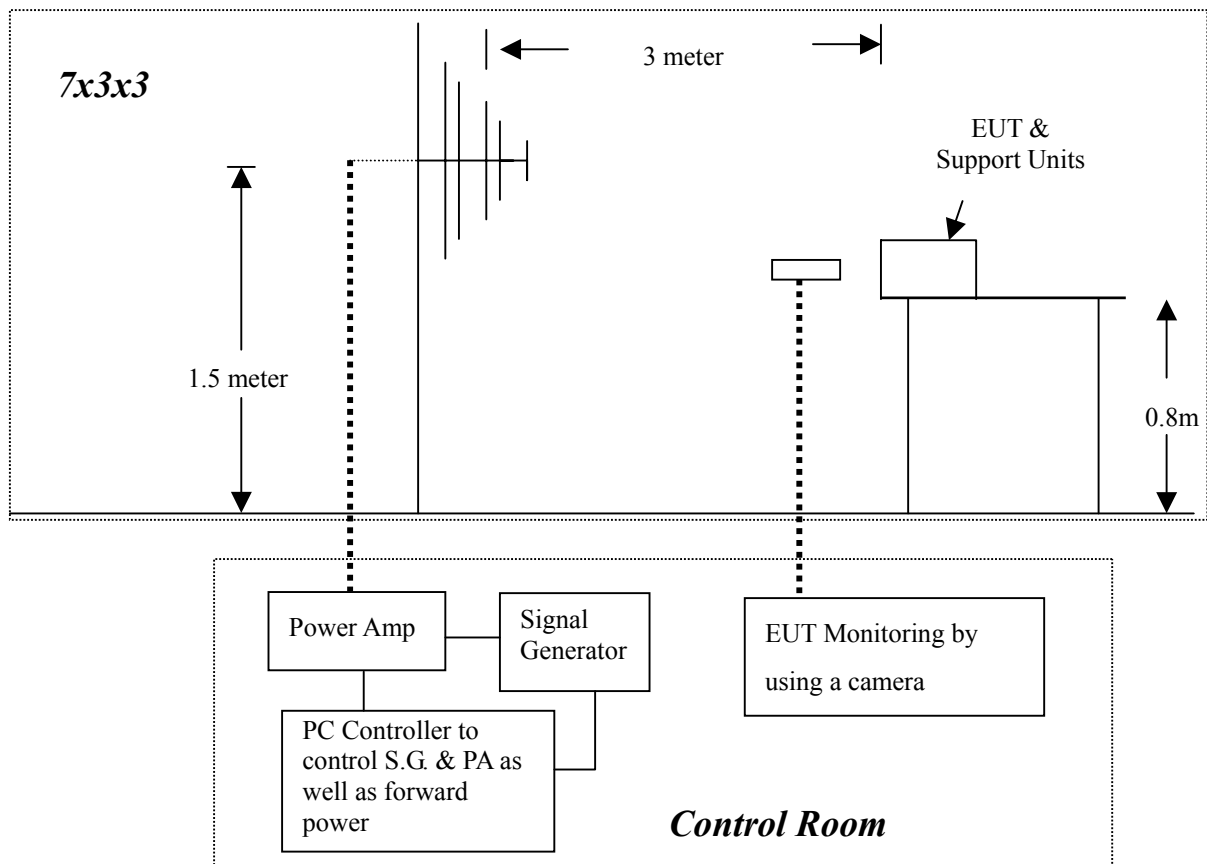 7x3x3
3 meter
EUT &
Support Units
1.5 meter
0.8m
Power Amp
Signal
Generator
EUT Monitoring by
using a camera
PC Controller to
control S.G. & PA as
well as forward
power
Control Room